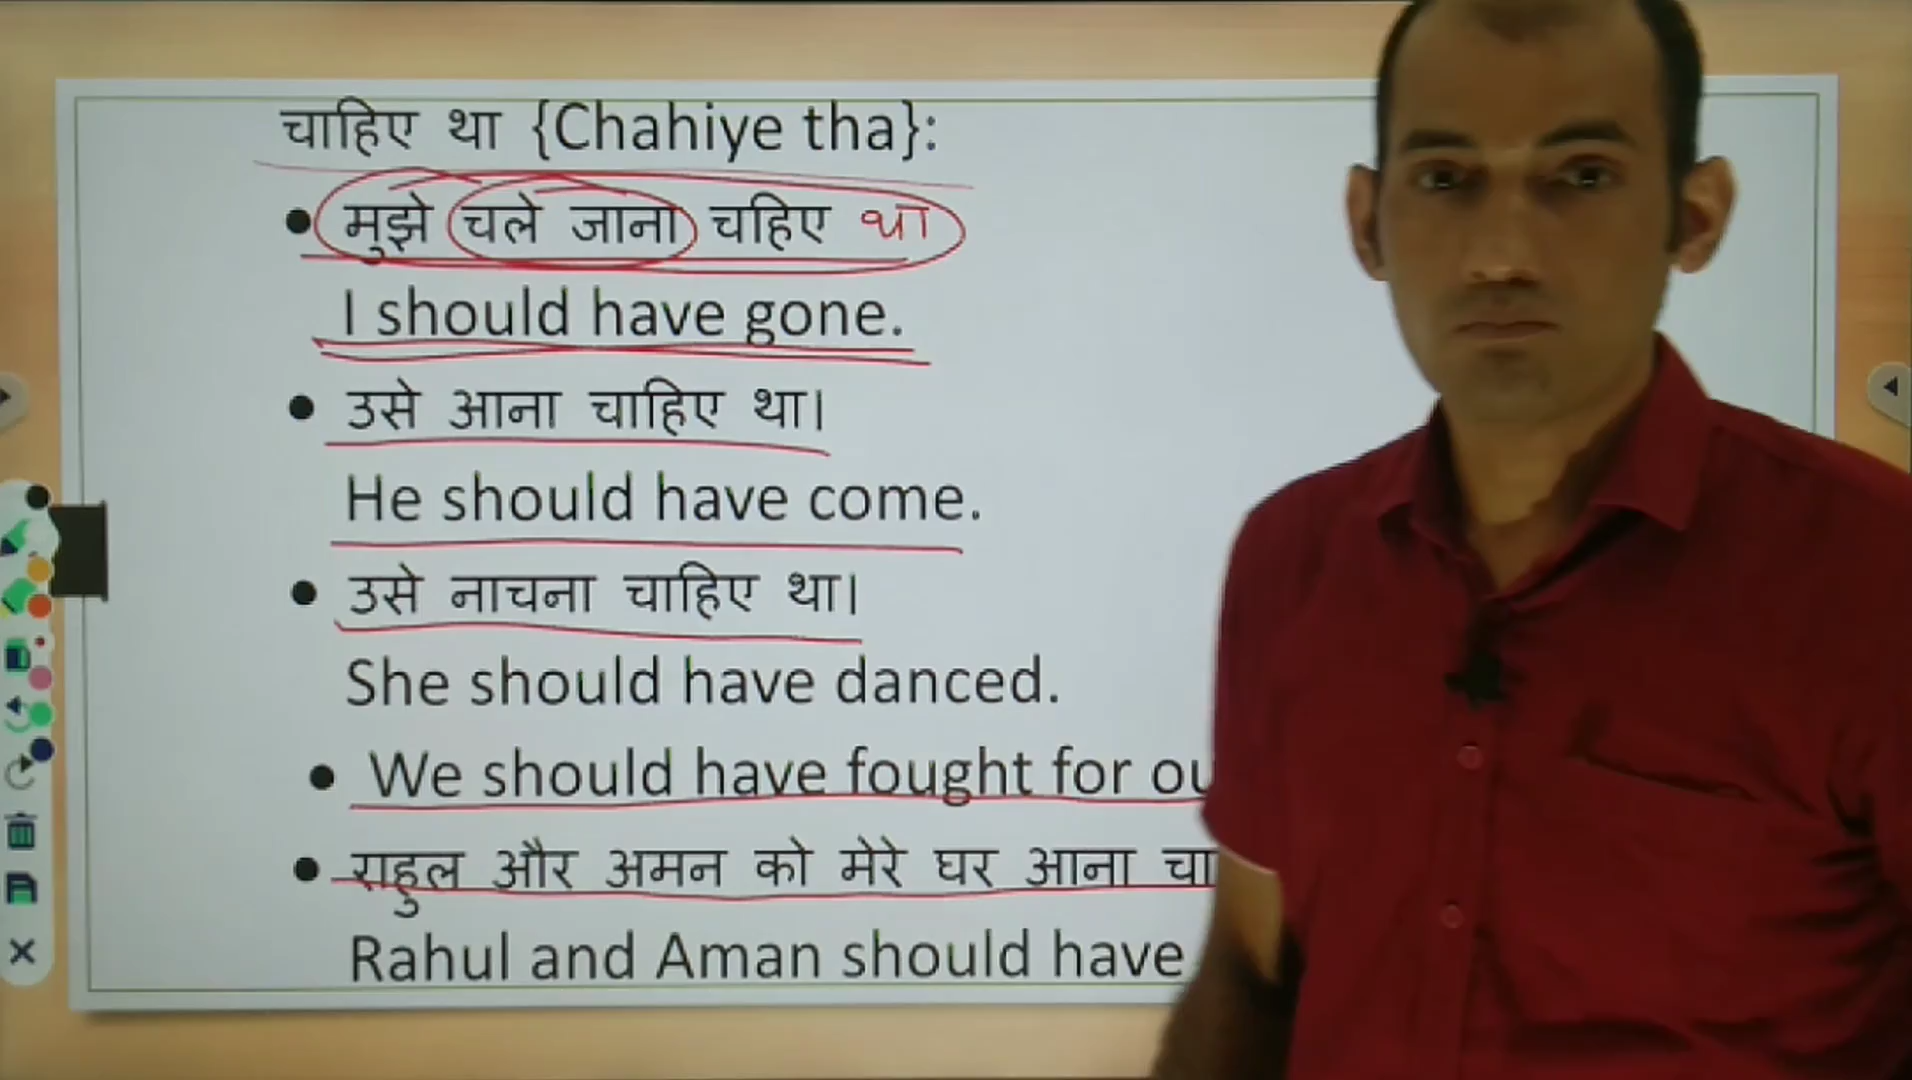 चाहिए था {Chahiye tha}:
मुझे चले जाना चहिए था
I should have gone.
उसे आना चाहिए था।
He should have come.
उसे नाचना चाहिए था।
She should have danced.
We should have fought for
राहुल और अमन को मेरे घर आना
Rahul and Aman should have